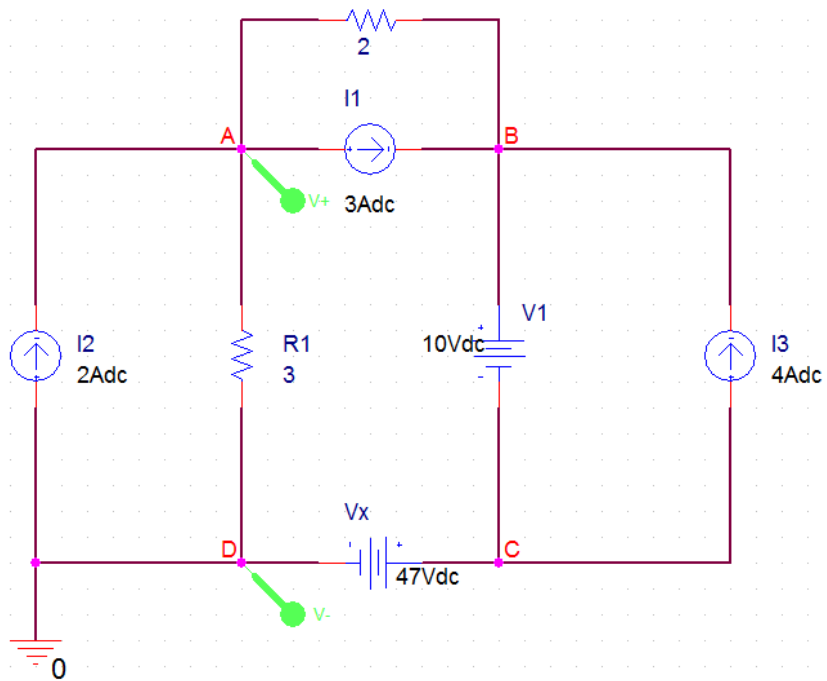 2
I1
A
B
V+
3Adc
V1
I2
R1
10Vdc
I3
2Adc
3
4Adc
Vx
D
C
47Vdc
V-
0